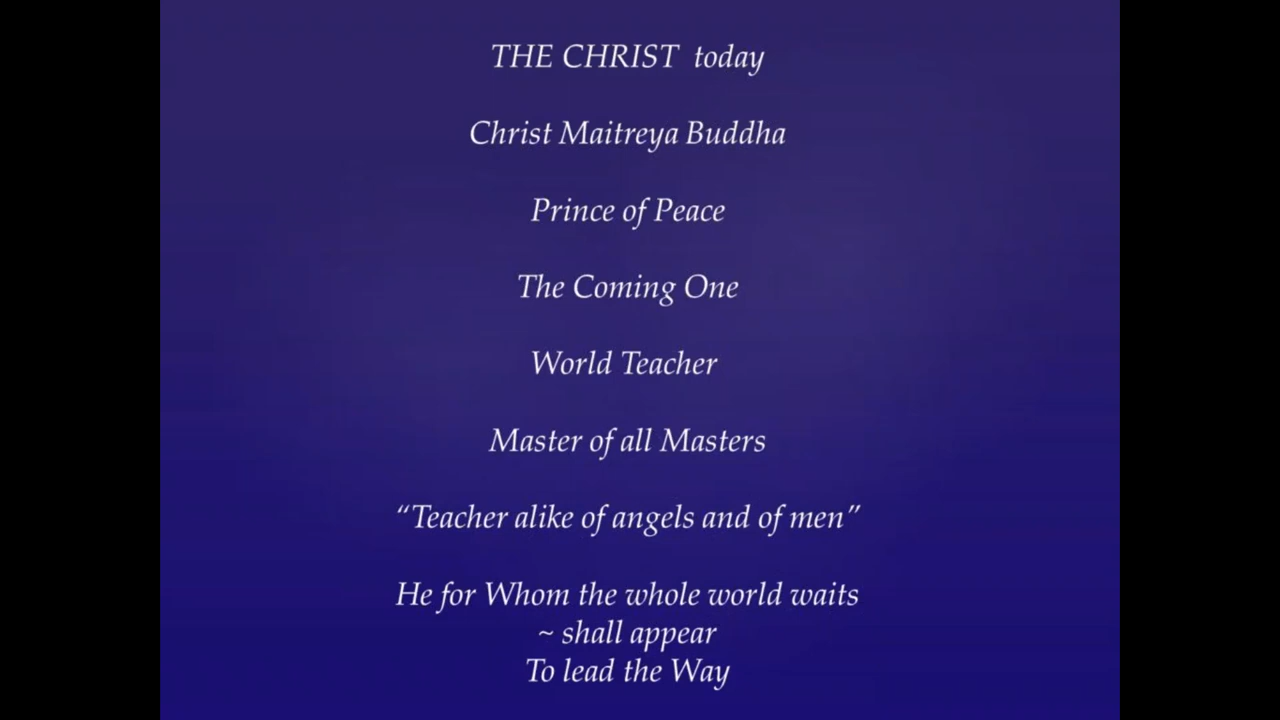 THE CHRIST today
Christ Maitreya Buddha
Prince of Peace
The Coming One
World Teacher
Master of all Masters
“Teacher alike of angels and of men”
He for Whom the whole world waits
~ shall appear
To lead the Way